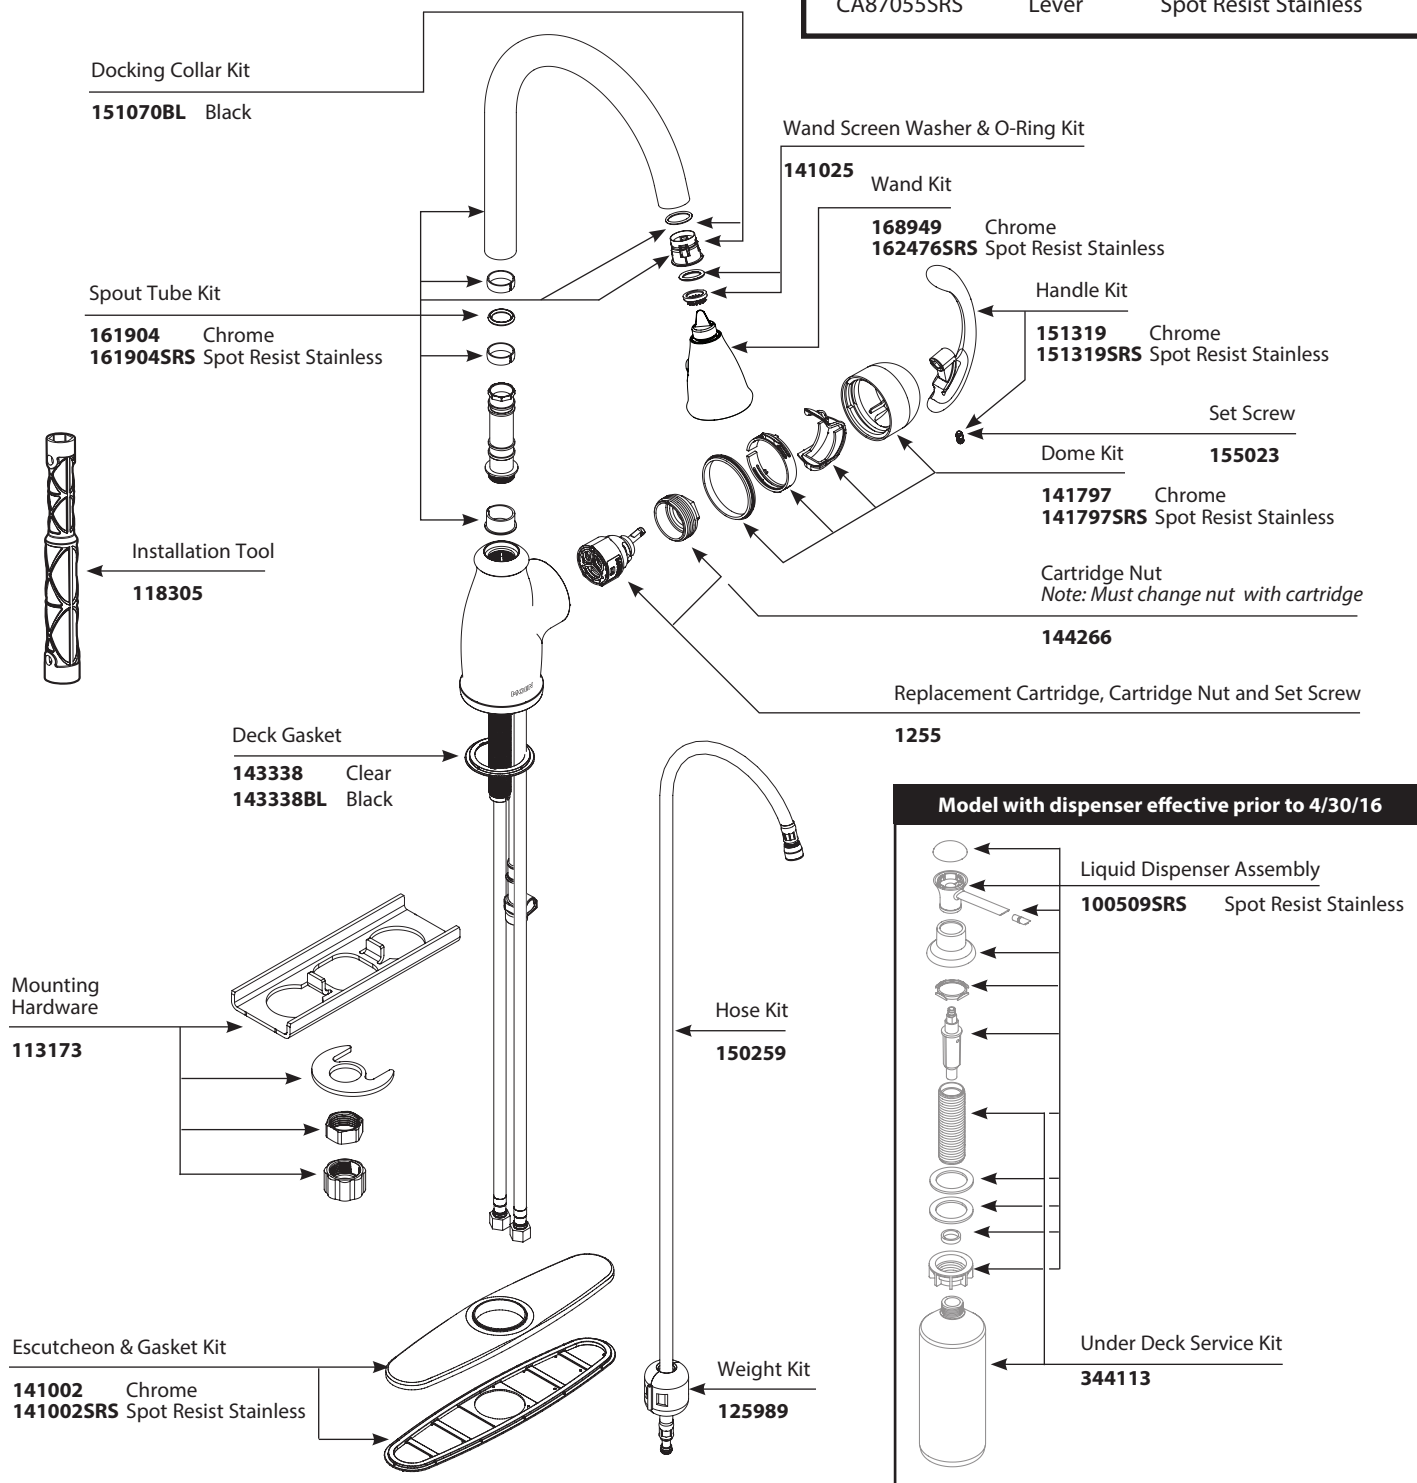 CA87055SRS Lever Spot Resist Stainless
Docking Collar Kit
151070BL Black
Wand Screen Washer & O-Ring Kit
141025
Wand Kit
168949 Chrome
162476SRS Spot Resist Stainless
Spout Tube Kit
161904 Chrome
161904SRS Spot Resist Stainless
Handle Kit
151319 Chrome
151319SRS Spot Resist Stainless
Set Screw
155023
Dome Kit
141797 Chrome
141797SRS Spot Resist Stainless
Installation Tool
118305
Cartridge Nut
Note: Must change nut with cartridge
144266
MOEN
Replacement Cartridge, Cartridge Nut and Set Screw
1255
Deck Gasket
143338 Clear
143338BL Black
Model with dispenser effective prior to 4/30/16
Liquid Dispenser Assembly
100509SRS Spot Resist Stainless
Mounting
Hardware
113173
Hose Kit
150259
Escutcheon & Gasket Kit
141002 Chrome
141002SRS Spot Resist Stainless
Weight Kit
125989
Under Deck Service Kit
344113